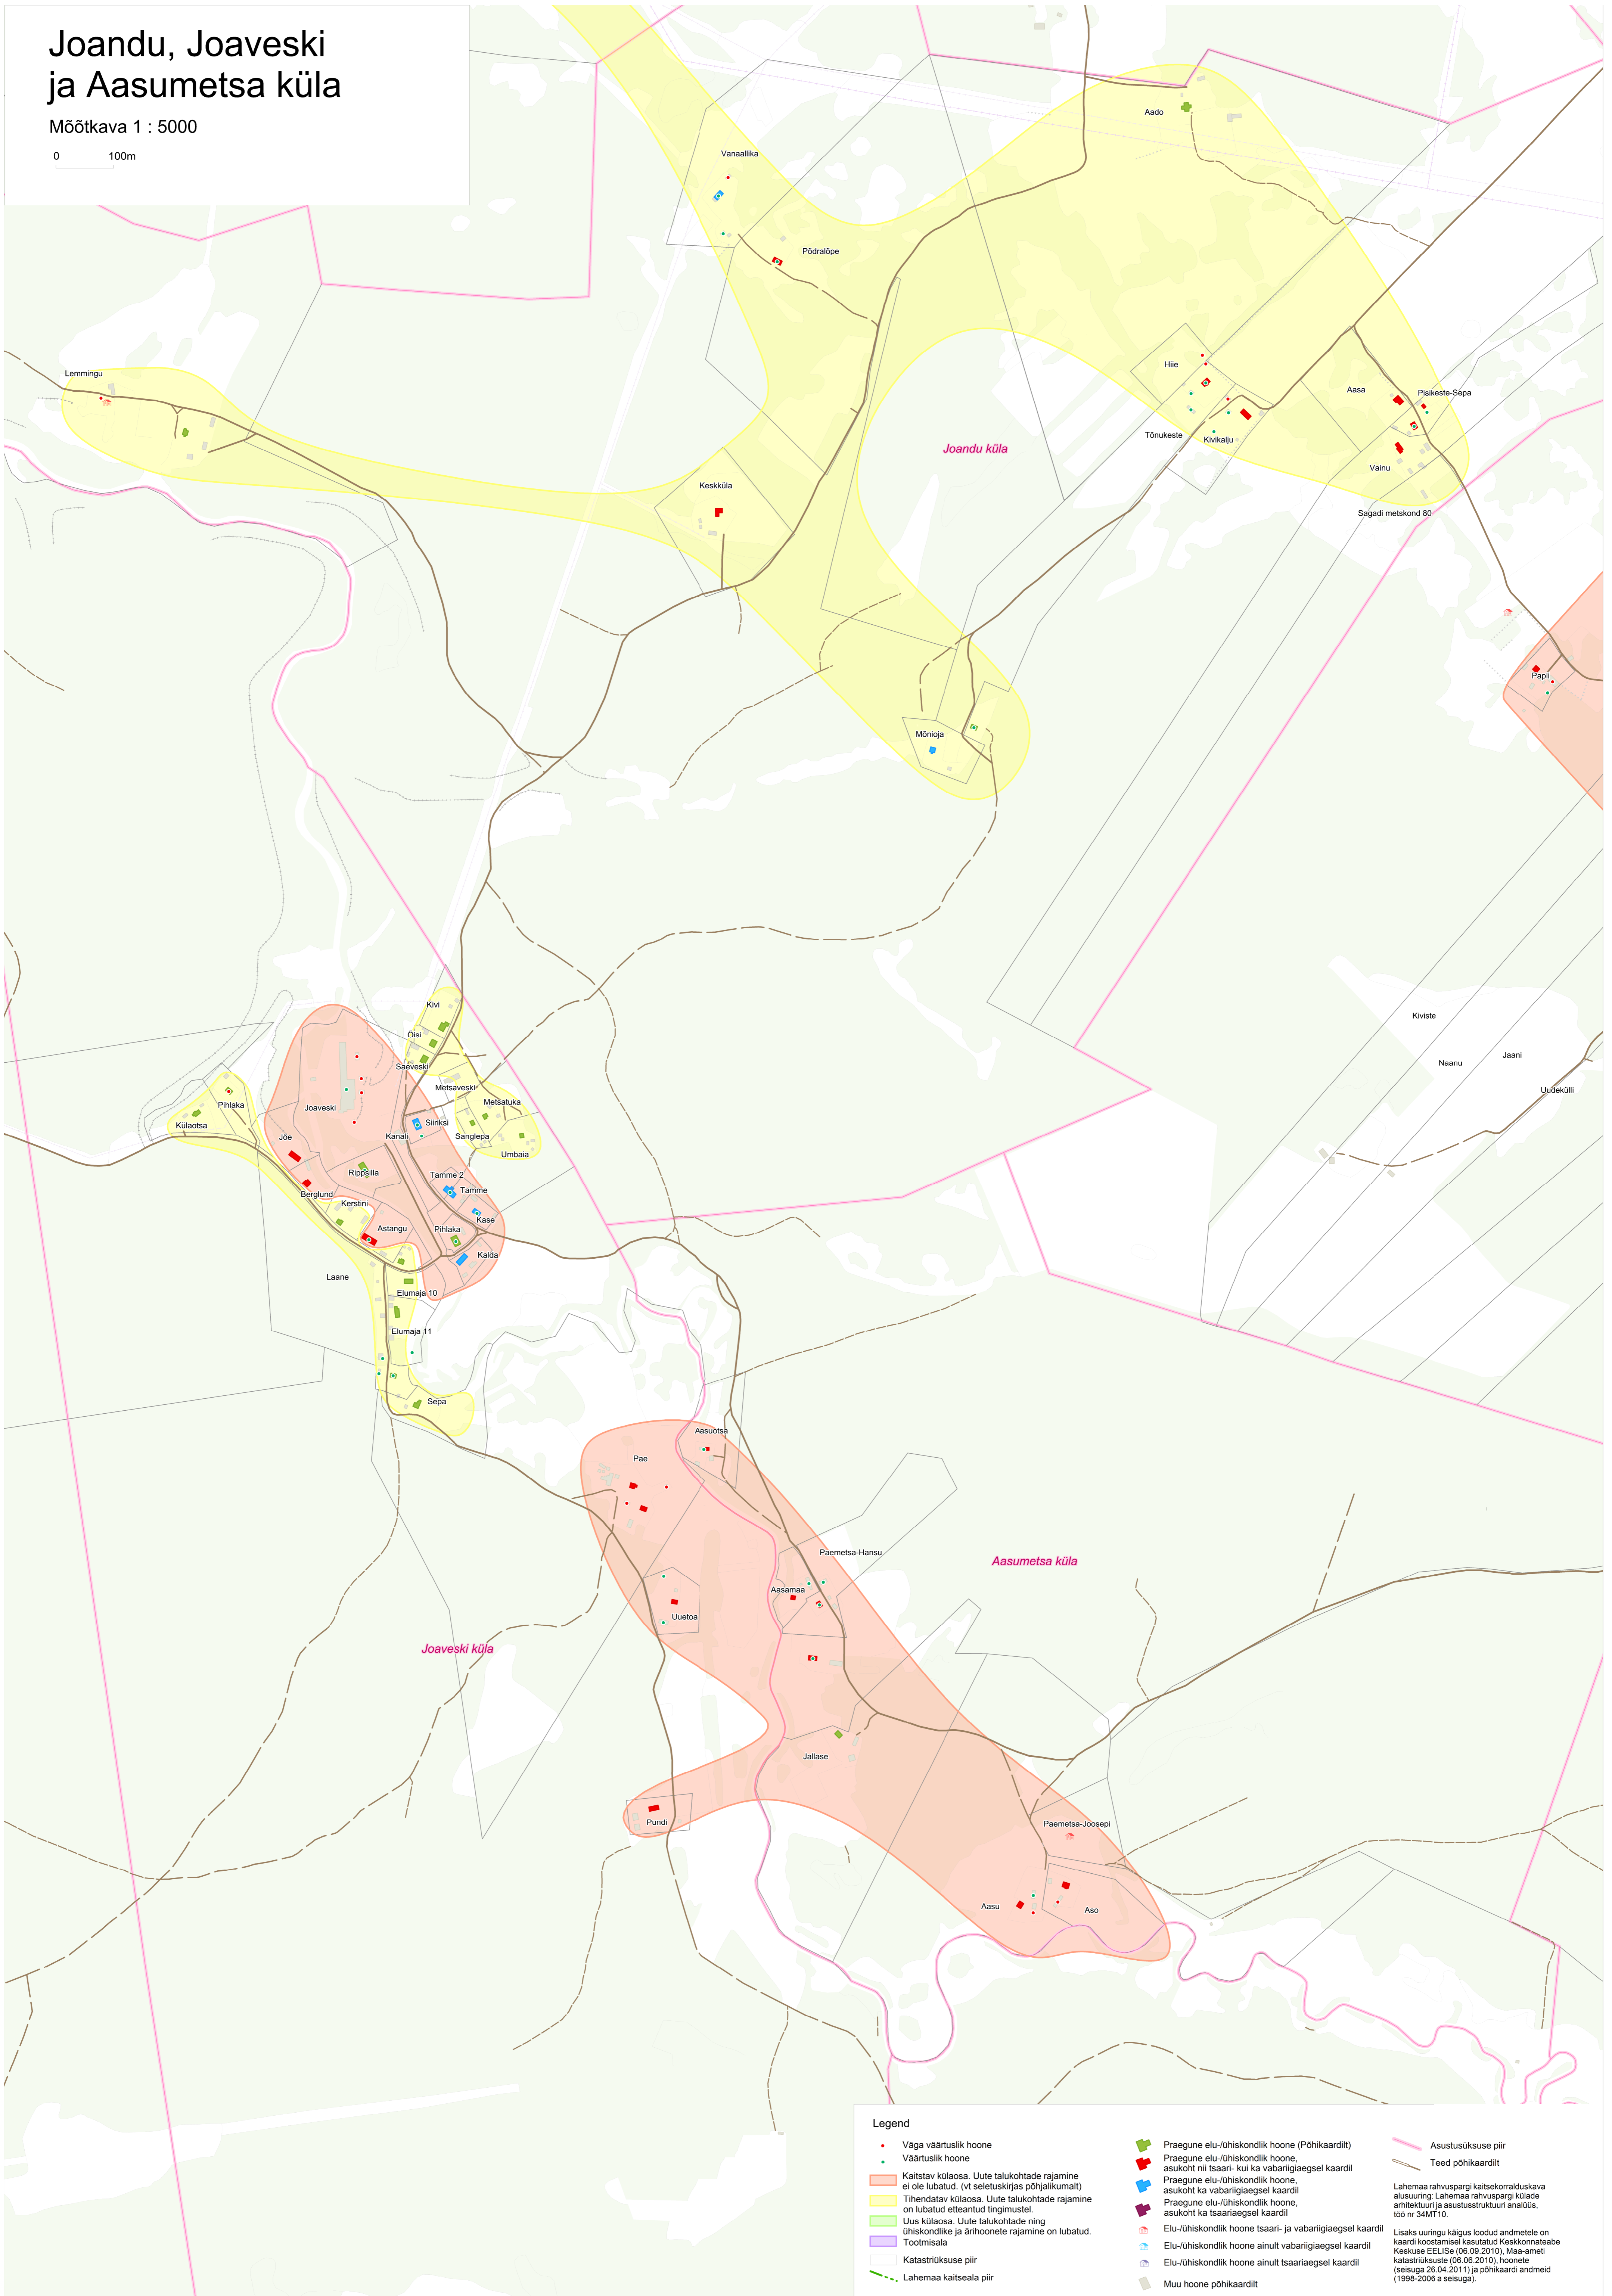 Joandu, Joaveski
ja Aasumetsa küla
Mõõtkava 1 : 5000
0 100m
Aado
Vanaallika
Põdralõpe
Lemmingu
Hiie
Aasa
Pisikeste-Sepa
Tõnukeste
Kivikalju
Joandu küla
Vainu
Keskküla
Sagadi metskond 80
Papli
Mõnioja
Kivi
Kiviste
Õisi
Jaani
Naanu
Saeveski
Metsaveski
Uudekülli
Metsatuka
Pihlaka
Joaveski
Külaotsa
Siinksi
Kanali
Sanglepa
Jõe
Umbaia
Rippsilla
Tamme 2
Tamme
Berglund
Kerstini
Kase
Astangu
Pihlaka
Kalda
Laane
Elumaja 10
Elumaja 11
Sepa
Aasuotsa
Pae
Paemetsa-Hansu
Aasumetsa küla
Aasamaa
Uuetoa
Joaveski küla
Jallase
Pundi
Paemetsa-Joosepi
Aasu
Aso
Legend
Väga väärtuslik hoone
Väärtuslik hoone
Kaitstav külaosa. Uute talukohtade rajamine
ei ole lubatud. (vt seletuskirjas põhjalikumalt)
Tihendatav külaosa. Uute talukohtade rajamine
on lubatud etteantud tingimustel.
Uus külaosa. Uute talukohtade ning
ühiskondlike ja ärihoonete rajamine on lubatud.
Tootmisala
Katastriüksuse piir
Lahemaa kaitseala piir
Praegune elu-/ühiskondlik hoone (Põhikaardilt)
Praegune elu-/ühiskondlik hoone,
asukoht nii tsaari- kui ka vabariigiaegsel kaardil
Praegune elu-/ühiskondlik hoone,
asukoht ka vabariigiaegsel kaardil
Praegune elu-/ühiskondlik hoone,
asukoht ka tsaariaegsel kaardil
Elu-/ühiskondlik hoone tsaari- ja vabariigiaegsel kaardil
Elu-/ühiskondlik hoone ainult vabariigiaegsel kaardil
Elu-/ühiskondlik hoone ainult tsaariaegsel kaardil
Muu hoone põhikaardilt
Asustusüksuse piir
Teed põhikaardilt
Lahemaa rahvuspargi kaitsekorralduskava
alusuuring: Lahemaa rahvuspargi külade
arhitektuuri ja asustusstruktuuri analüüs,
töö nr 34MT10.
Lisaks uuringu käigus loodud andmetele on
kaardi koostamisel kasutatud Keskkonnateabe
Keskuse EELISe (06.09.2010), Maa-ameti
katastriüksuste (06.06.2010), hoonete
(seisuga 26.04.2011) ja põhikaardi andmeid
(1998-2006 a seisuga).